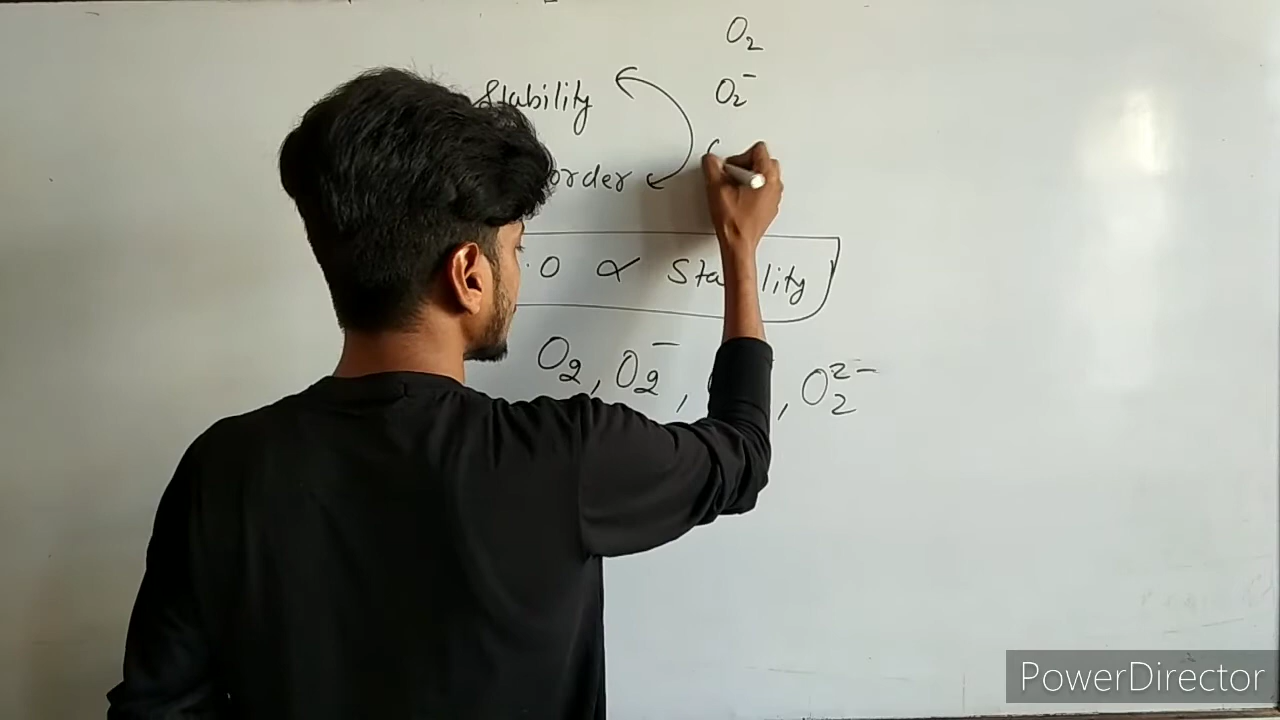 O₂
O₂⁻
Stability
order
.O ∝ Stability
O₂, O₂⁻, , O₂²⁻
PowerDirector